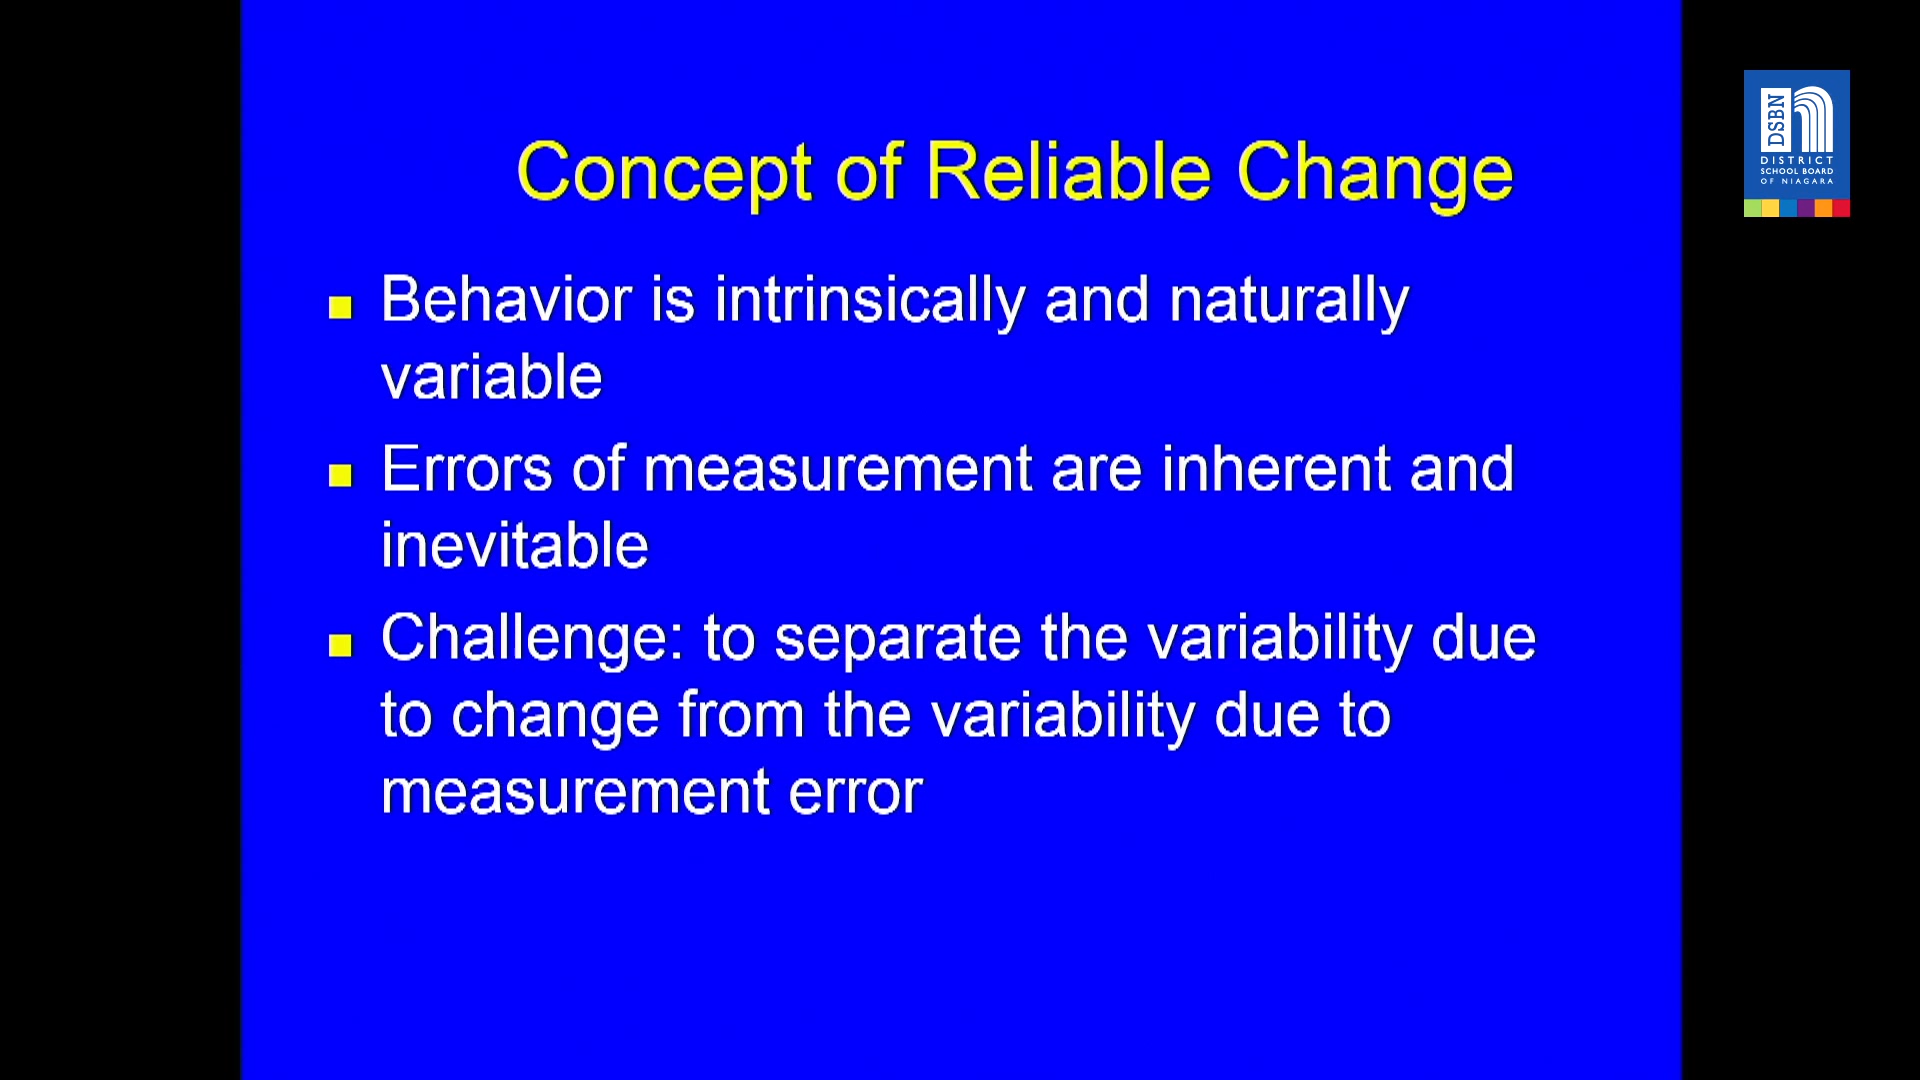 Concept of Reliable Change
Behavior is intrinsically and naturally
variable
Errors of measurement are inherent and
inevitable
Challenge: to separate the variability due
to change from the variability due to
measurement error
DSBN
DISTRICT
SCHOOL BOARD
OF NIAGARA